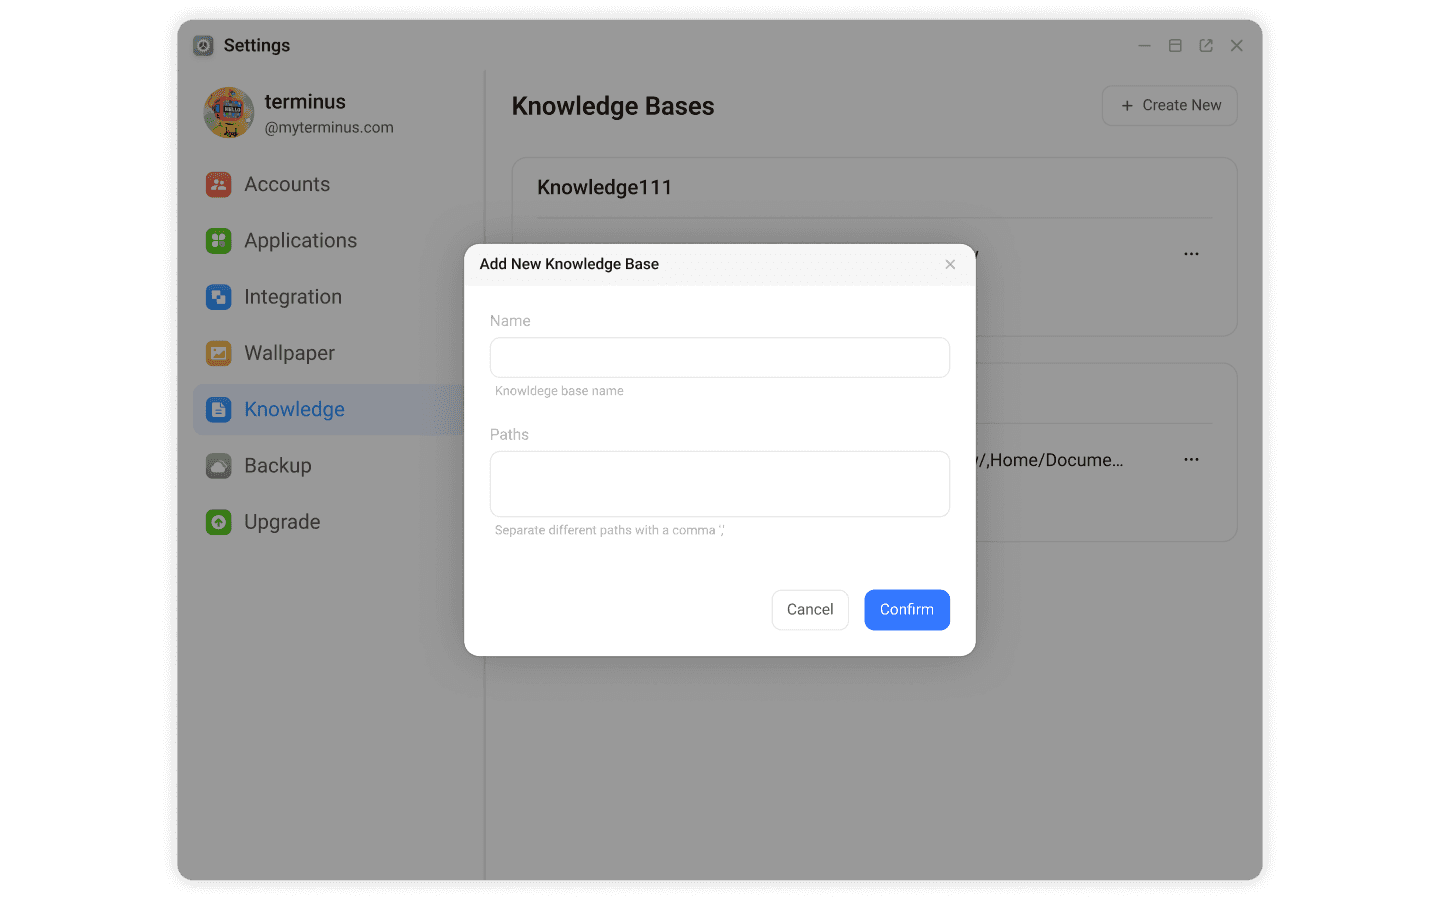 Settings
terminus
@myterminus.com
Accounts
Applications
Integration
Wallpaper
Knowledge
Backup
Upgrade
Knowledge Bases
+ Create New
Knowledge111
Add New Knowledge Base
Name
Knowldege base name
Paths
Separate different paths with a comma ','
Cancel
Confirm
/,Home/Docume...